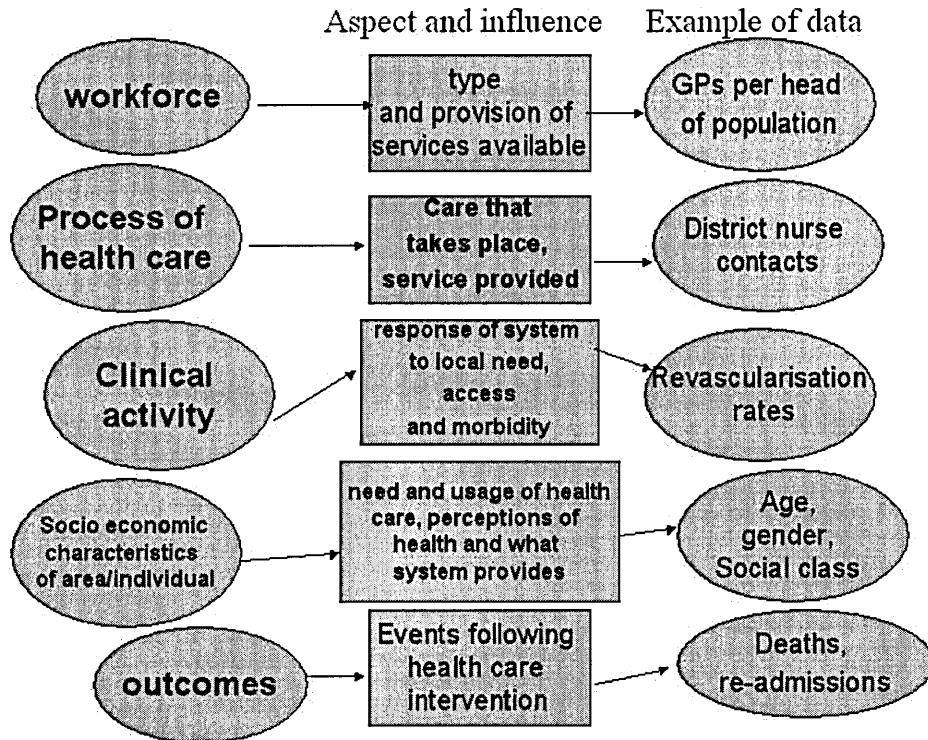 Aspect and influence
Example of data
workforce
type
and provision of
services available
GPs per head
of population
Process of
health care
Care that
takes place,
service provided
District nurse
contacts
Clinical
activity
response of system
to local need,
access
and morbidity
Revascularisation
rates
Socio economic
characteristics
of area/individual
need and usage of health
care, perceptions of
health and what
system provides
Age,
gender,
Social class
outcomes
Events following
health care
intervention
Deaths,
re-admissions